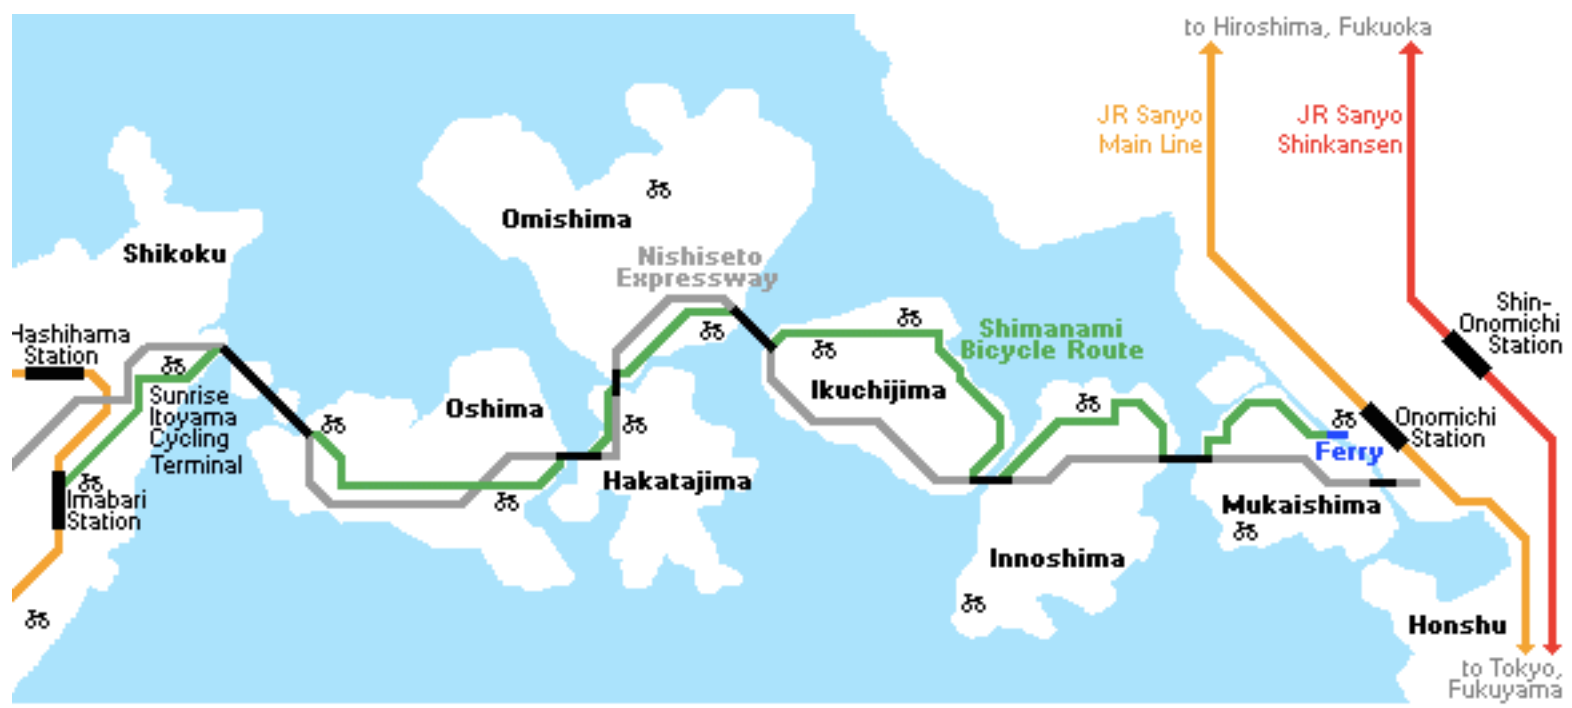 to Hiroshima, Fukuoka
JR Sanyo
Main Line
JR Sanyo
Shinkansen
Omishima
Shikoku
Nishiseto
Expressway
Shin-
Onomichi
Station
Hashihama
Station
Shimanami
Bicycle Route
Sunrise
Itoyama
Cycling
Terminal
Oshima
Ikuchijima
Onomichi
Station
Ferry
Imabari
Station
Hakatajima
Mukaishima
Innoshima
Honshu
to Tokyo,
Fukuyama